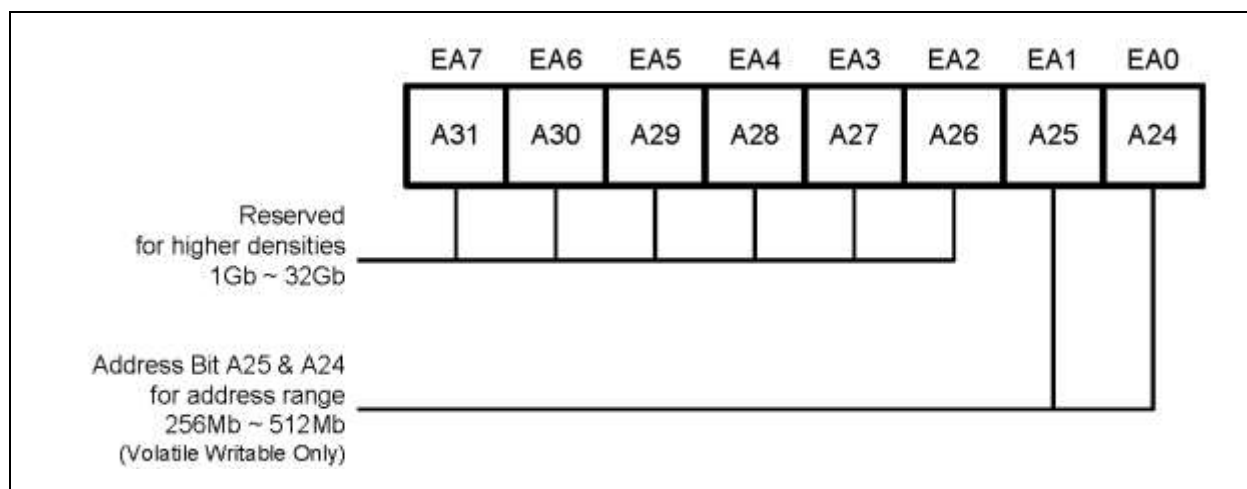 EA7 EA6 EA5 EA4 EA3 EA2 EA1 EA0
A31 A30 A29 A28 A27 A26 A25 A24
Reserved
for higher densities
1Gb ~ 32Gb
Address Bit A25 & A24
for address range
256Mb ~ 512Mb
(Volatile Writable Only)